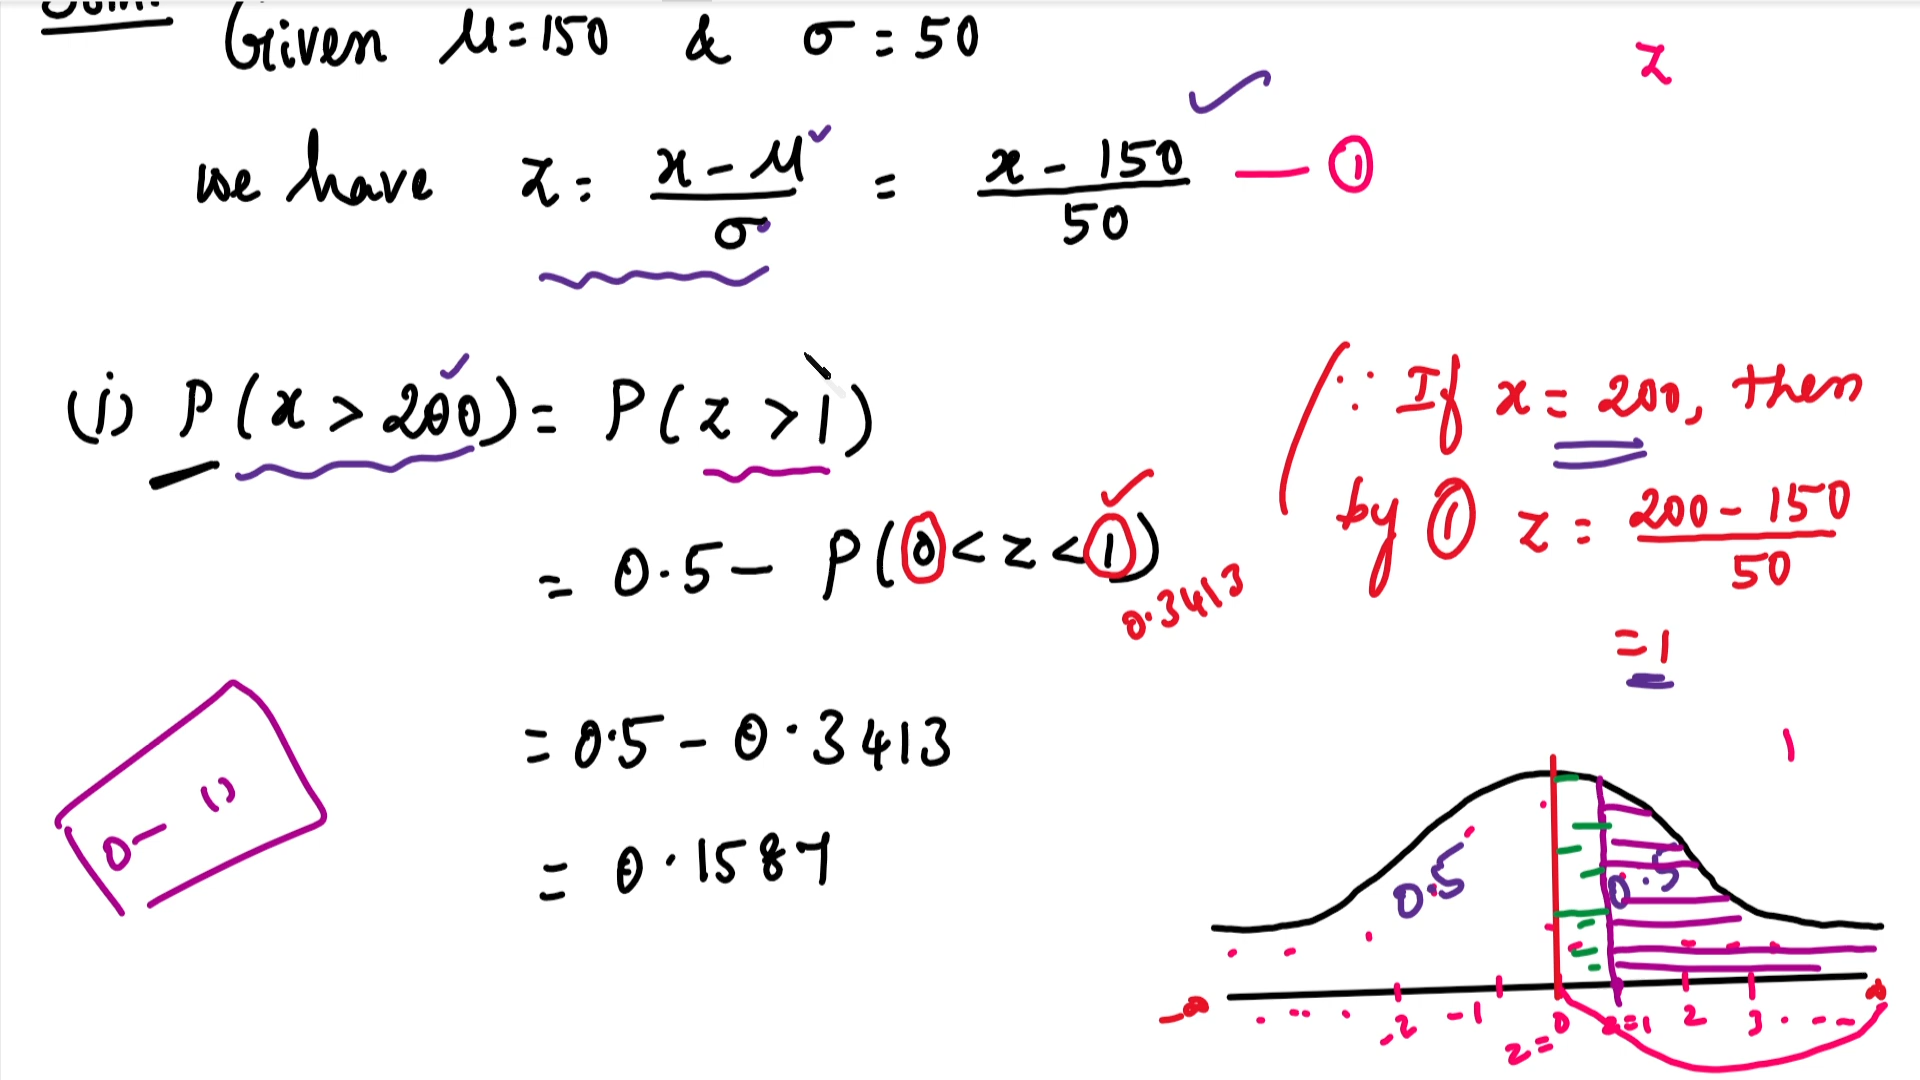 Soln:
Given μ=150 & σ=50
z
we have z = x-μ/σ = x-150/50 — ①
(i) P(x>200) = P(z>1)
(∵ If x = 200, then
by ① z = 200-150/50
= 1
= 0.5 - P(0<z<1)
0.3413
= 0.5 - 0.3413
= 0.1587
0-1)
1
0.5 0.5
-∞ -2 -1 z=0 z=1 2 3 ∞